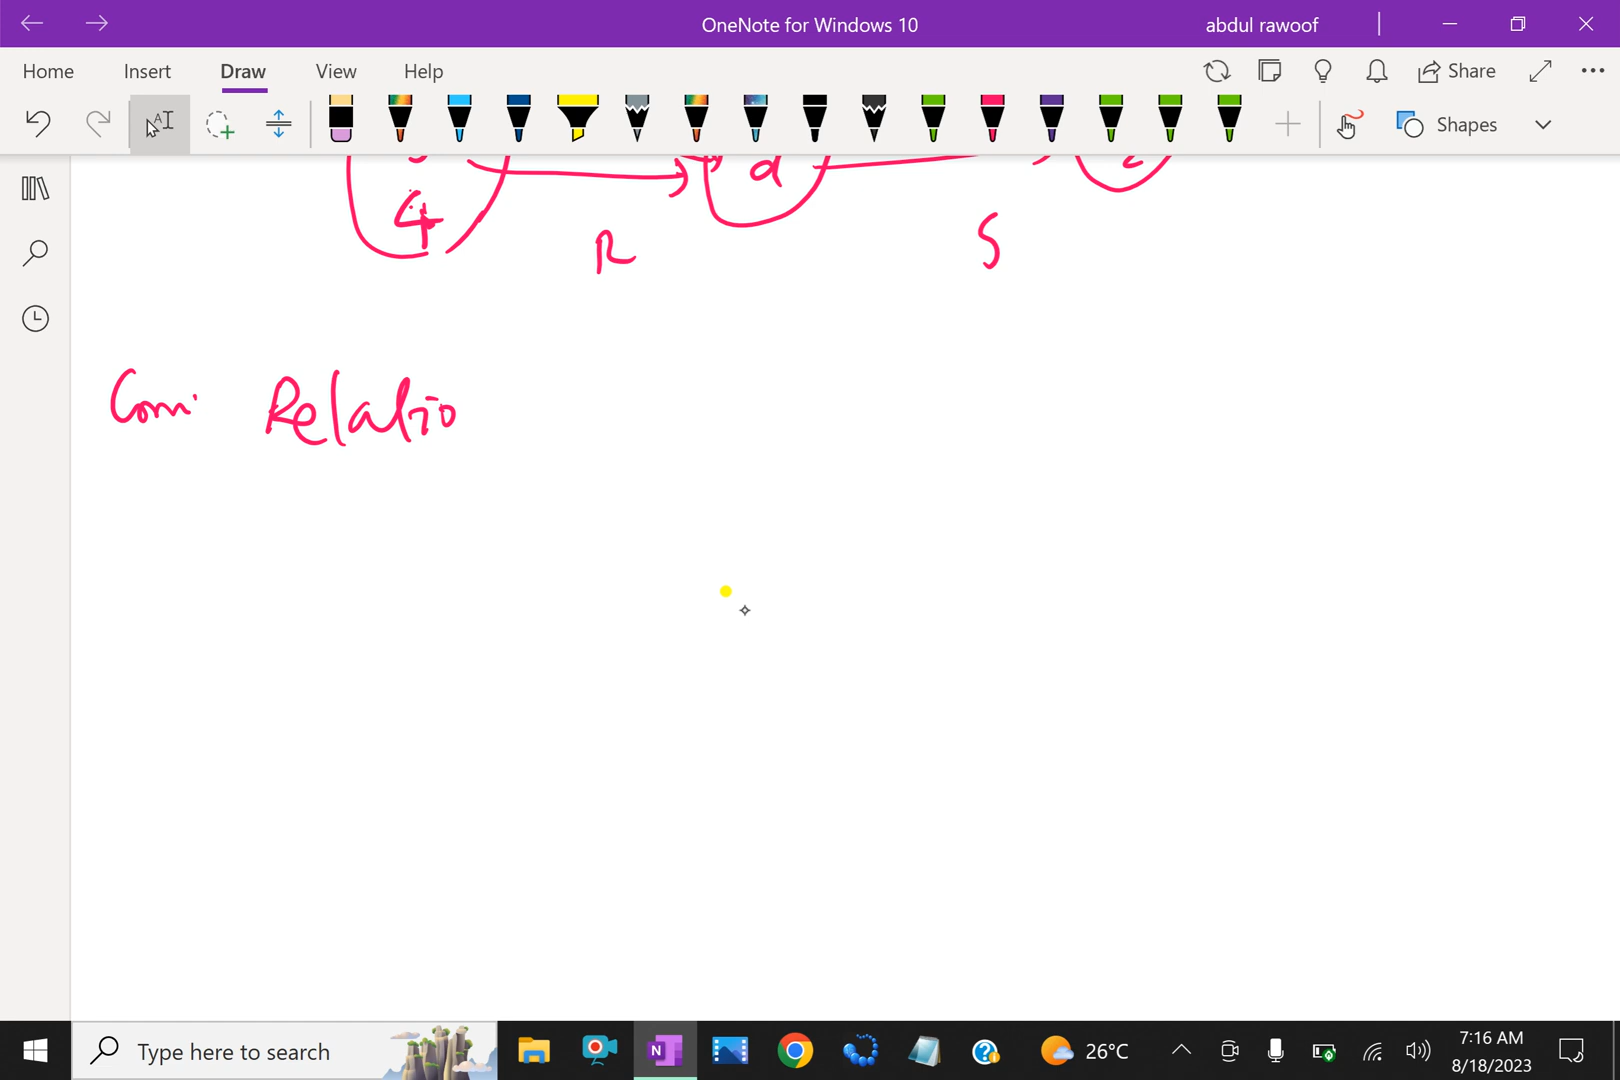 OneNote for Windows 10
abdul rawoof
Home Insert Draw View Help
Share
Shapes
d
4
R S
Com. Relatio
Type here to search
26°C
7:16 AM
8/18/2023